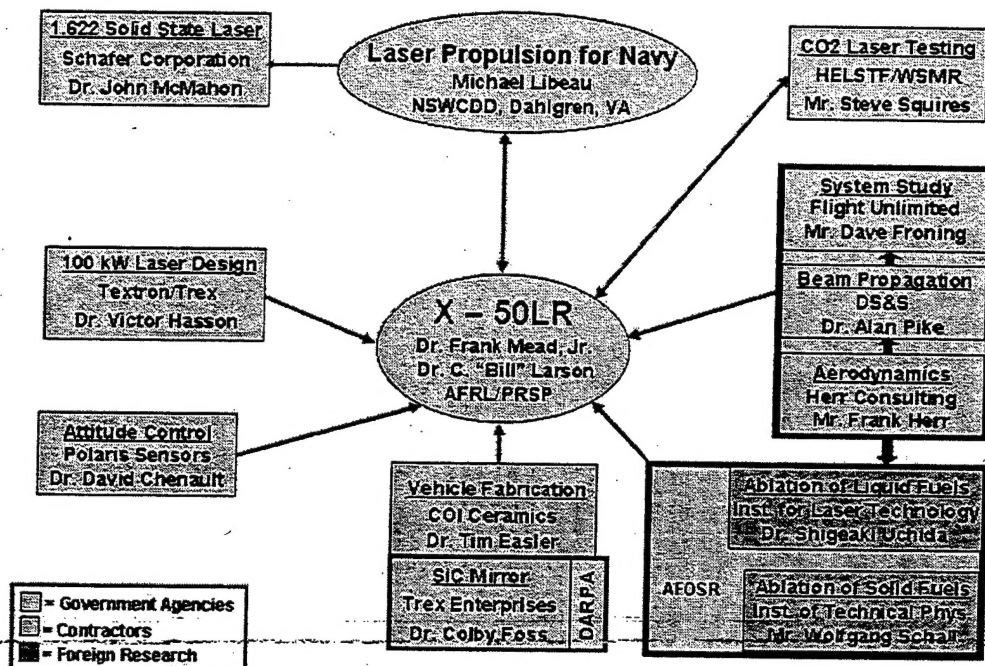 1.622 Solid State Laser
Schafer Corporation
Dr. John McMahon
Laser Propulsion for Navy
Michael Libeau
NSWCDD, Dahlgren, VA
CO2 Laser Testing
HELSTF/WSMR
Mr. Steve Squires
System Study
Flight Unlimited
Mr. Dave Froning
100 kW Laser Design
Textron/Trex
Dr. Victor Hasson
X – 50LR
Dr. Frank Mead, Jr.
Dr. C. "Bill" Larson
AFRL/PRSP
Beam Propagation
DS&S
Dr. Alan Pike
Aerodynamics
Herr Consulting
Mr. Frank Herr
Attitude Control
Polaris Sensors
Dr. David Chenault
Vehicle Fabrication
COI Ceramics
Dr. Tim Easler
SiC Mirror
Trex Enterprises
Dr. Colby Foss
DARPA
AFOSR
Ablation of Liquid Fuels
Inst. for Laser Technology
Dr. Shigeaki Uchida
Ablation of Solid Fuels
Inst. of Technical Phys
Mr. Wolfgang Schall
= Government Agencies
= Contractors
= Foreign Research